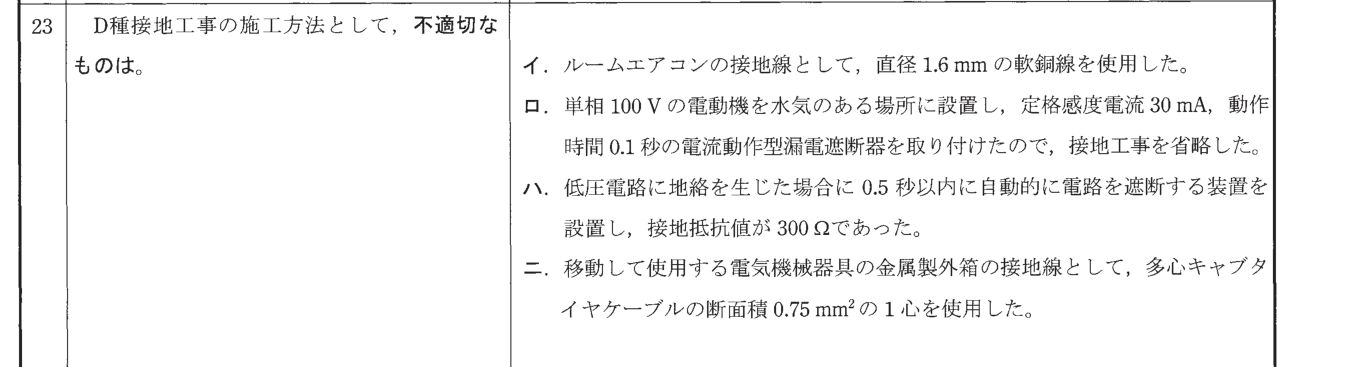 23
D種接地工事の施工方法として，不適切な
ものは。
イ．ルームエアコンの接地線として，直径 1.6 mm の軟銅線を使用した。
ロ．単相 100 V の電動機を水気のある場所に設置し，定格感度電流 30 mA，動作
時間 0.1 秒の電流動作型漏電遮断器を取り付けたので，接地工事を省略した。
ハ．低圧電路に地絡を生じた場合に 0.5 秒以内に自動的に電路を遮断する装置を
設置し，接地抵抗値が 300 Ωであった。
ニ．移動して使用する電気機械器具の金属製外箱の接地線として，多心キャブタ
イヤケーブルの断面積 0.75 mm² の 1 心を使用した。